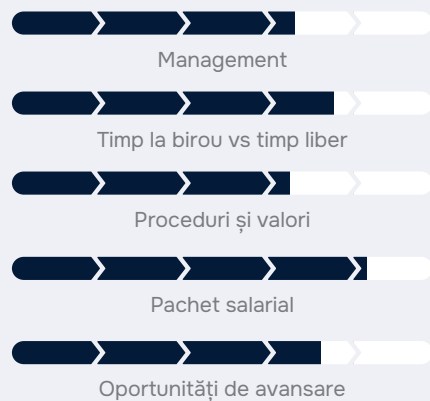 Management
Timp la birou vs timp liber
Proceduri și valori
Pachet salarial
Oportunități de avansare